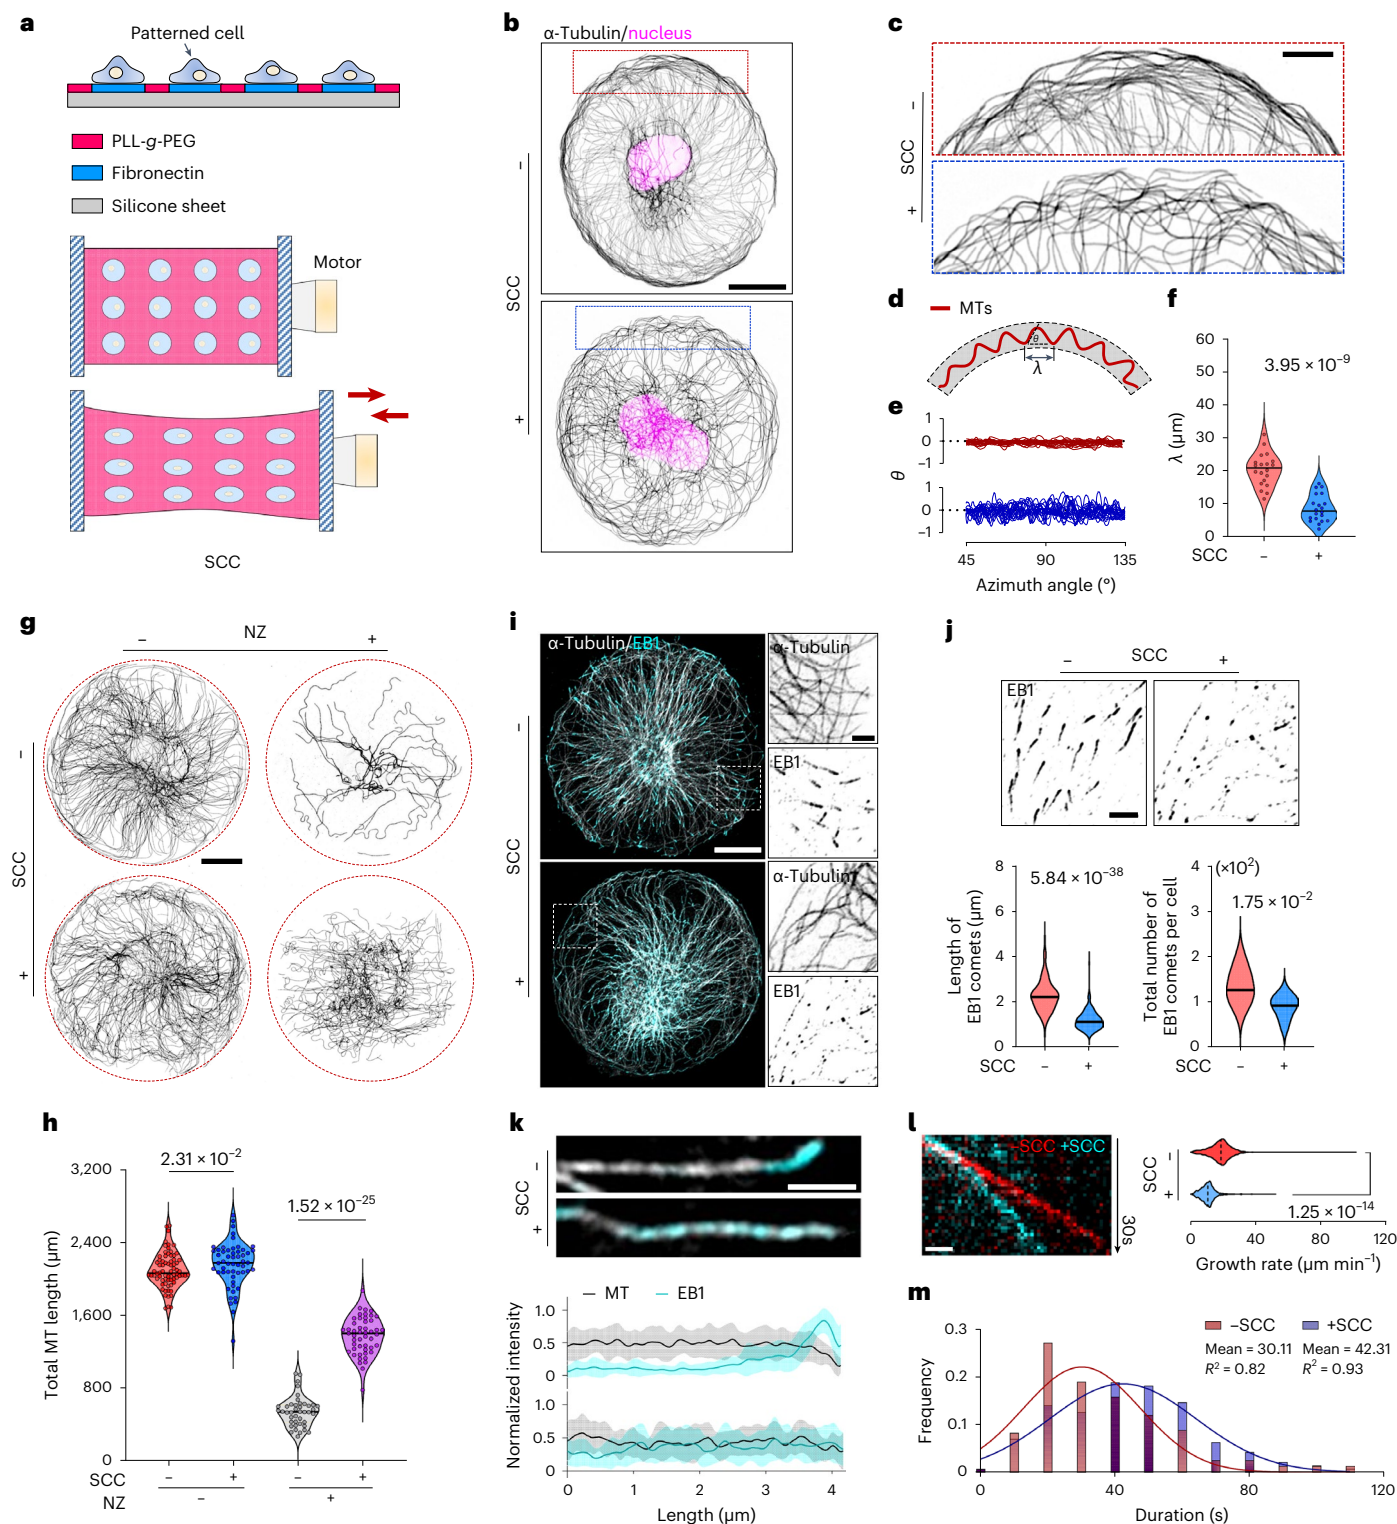 a
Patterned cell
PLL-g-PEG
Fibronectin
Silicone sheet
Motor
SCC
b
α-Tubulin/nucleus
SCC
−
+
c
SCC
−
+
d
MTs
θ
λ
e
1
0
−1
θ
1
0
−1
45
90
135
Azimuth angle (°)
f
60
50
40
30
20
10
0
λ (µm)
3.95 × 10⁻⁹
SCC
−
+
g
NZ
−
+
SCC
−
+
h
3,200
2,400
1,600
800
0
Total MT length (µm)
2.31 × 10⁻²
1.52 × 10⁻²⁵
SCC
−
+
−
+
NZ
−
+
i
α-Tubulin/EB1
SCC
−
+
α-Tubulin
EB1
α-Tubulin
EB1
j
SCC
−
+
EB1
8
6
4
2
0
Length of
EB1 comets (µm)
5.84 × 10⁻³⁸
SCC
−
+
(×10²)
4
3
2
1
0
Total number of
EB1 comets per cell
1.75 × 10⁻²
SCC
−
+
k
SCC
−
+
MT
EB1
1.0
0.5
0
1.0
0.5
0
Normalized intensity
0
1
2
3
4
Length (µm)
l
−SCC +SCC
30s
SCC
−
+
1.25 × 10⁻¹⁴
0
40
80
120
Growth rate (µm min⁻¹)
m
0.3
0.2
0.1
0
Frequency
−SCC
Mean = 30.11
R² = 0.82
+SCC
Mean = 42.31
R² = 0.93
0
40
80
120
Duration (s)